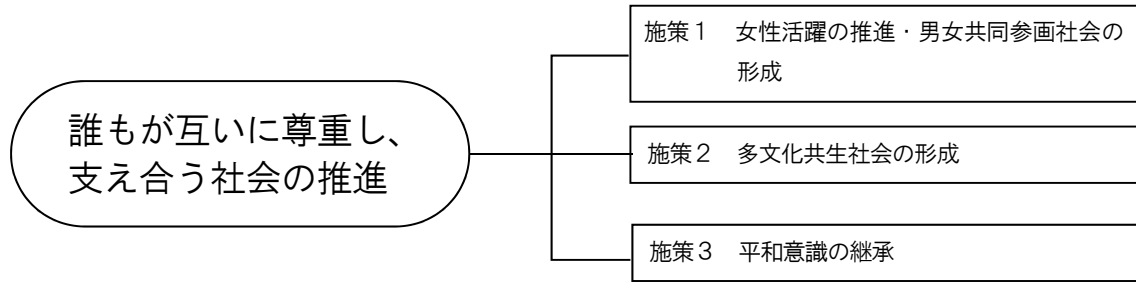 誰もが互いに尊重し、
支え合う社会の推進
施策1　女性活躍の推進・男女共同参画社会の
形成
施策2　多文化共生社会の形成
施策3　平和意識の継承